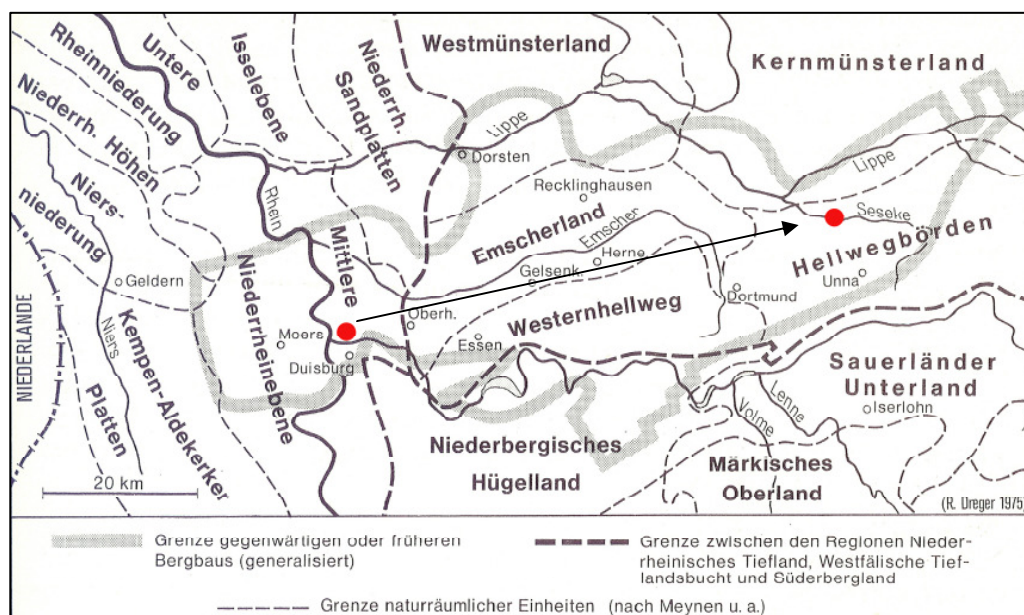 Westmünsterland
Kernmünsterland
Untere
Rheinniederung
Isselebene
Niederrh.
Sandplatten
Niederrh.
Höhen
Niers-
niederung
Lippe
Dorsten
Recklinghausen
Lippe
Seseke
Rhein
Emscherland
Emscher
Hellwegbörden
Unna
Geldern
Mittlere
Niederrheinebene
Gelsenk.
Herne
Westernhellweg
Dortmund
Oberh.
Moers
Essen
Duisburg
NIEDERLANDE
Niers
Kempen-Aldekerker
Platten
Sauerländer
Unterland
Iserlohn
Lenne
Volme
Niederbergisches
Hügelland
Märkisches
Oberland
20 km
(R. Dreger 1975)
Grenze gegenwärtigen oder früheren
Bergbaus (generalisiert)
Grenze zwischen den Regionen Nieder-
rheinisches Tiefland, Westfälische Tief-
landsbucht und Süderbergland
Grenze naturräumlicher Einheiten (nach Meynen u. a.)